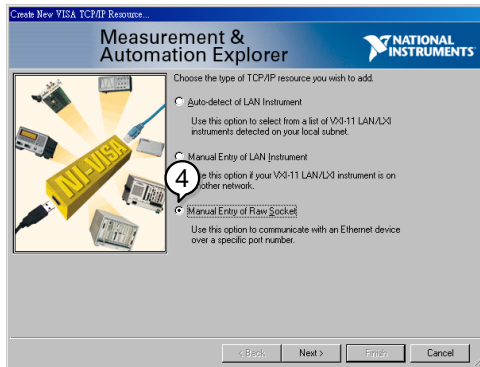 Create New VISA TCP/IP Resource...
Measurement &
Automation Explorer
NATIONAL
INSTRUMENTS
Choose the type of TCP/IP resource you wish to add.
Auto-detect of LAN Instrument
Use this option to select from a list of VXI-11 LAN/LXI
instruments detected on your local subnet.
Manual Entry of LAN Instrument
this option if your VXI-11 LAN/LXI instrument is on
network.
4
Manual Entry of Raw Socket
Use this option to communicate with an Ethernet device
over a specific port number.
NI-VISA
< Back
Next >
Finish
Cancel